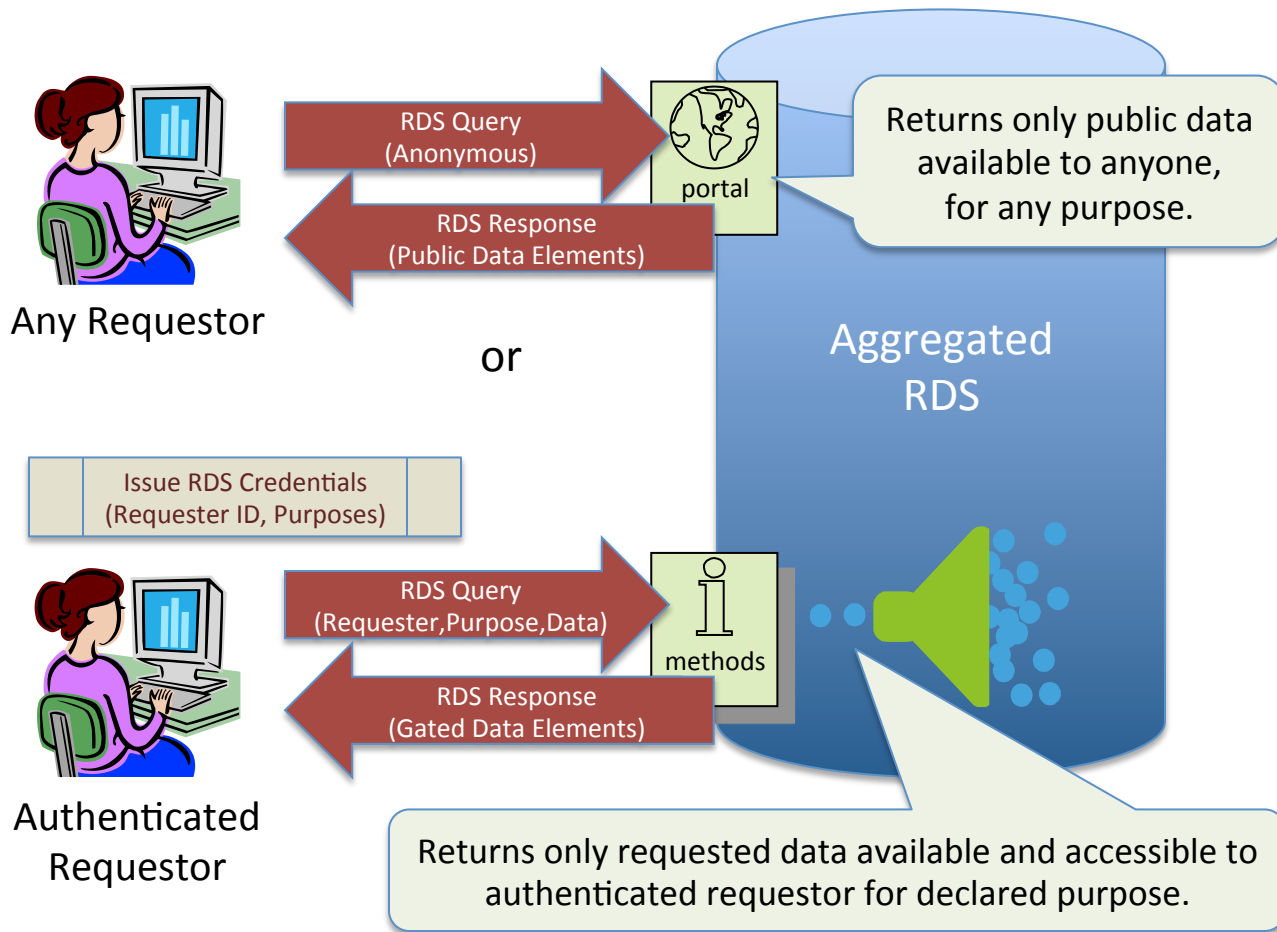 RDS Query
(Anonymous)
portal
Returns only public data
available to anyone,
for any purpose.
RDS Response
(Public Data Elements)
Any Requestor
or
Aggregated
RDS
Issue RDS Credentials
(Requester ID, Purposes)
RDS Query
(Requester,Purpose,Data)
methods
RDS Response
(Gated Data Elements)
Authenticated
Requestor
Returns only requested data available and accessible to
authenticated requestor for declared purpose.